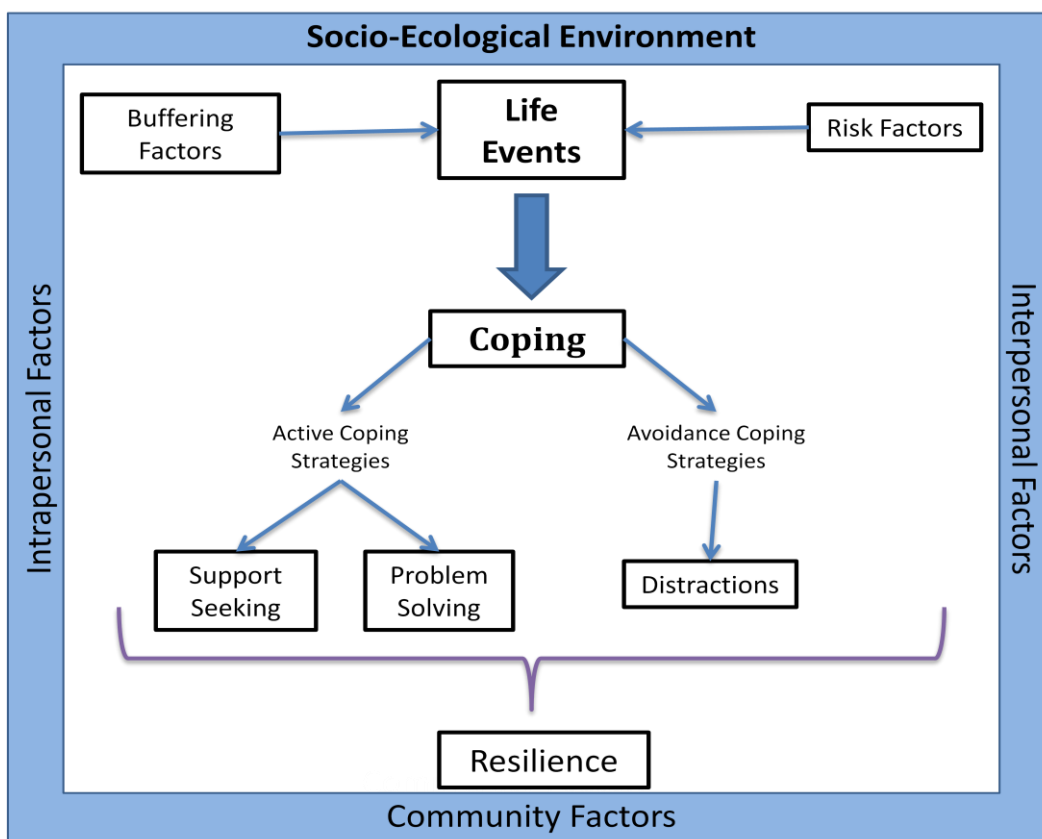 Socio-Ecological Environment
Buffering
Factors
Life
Events
Risk Factors
Coping
Active Coping
Strategies
Avoidance Coping
Strategies
Support
Seeking
Problem
Solving
Distractions
Resilience
Intrapersonal Factors
Interpersonal Factors
Community Factors